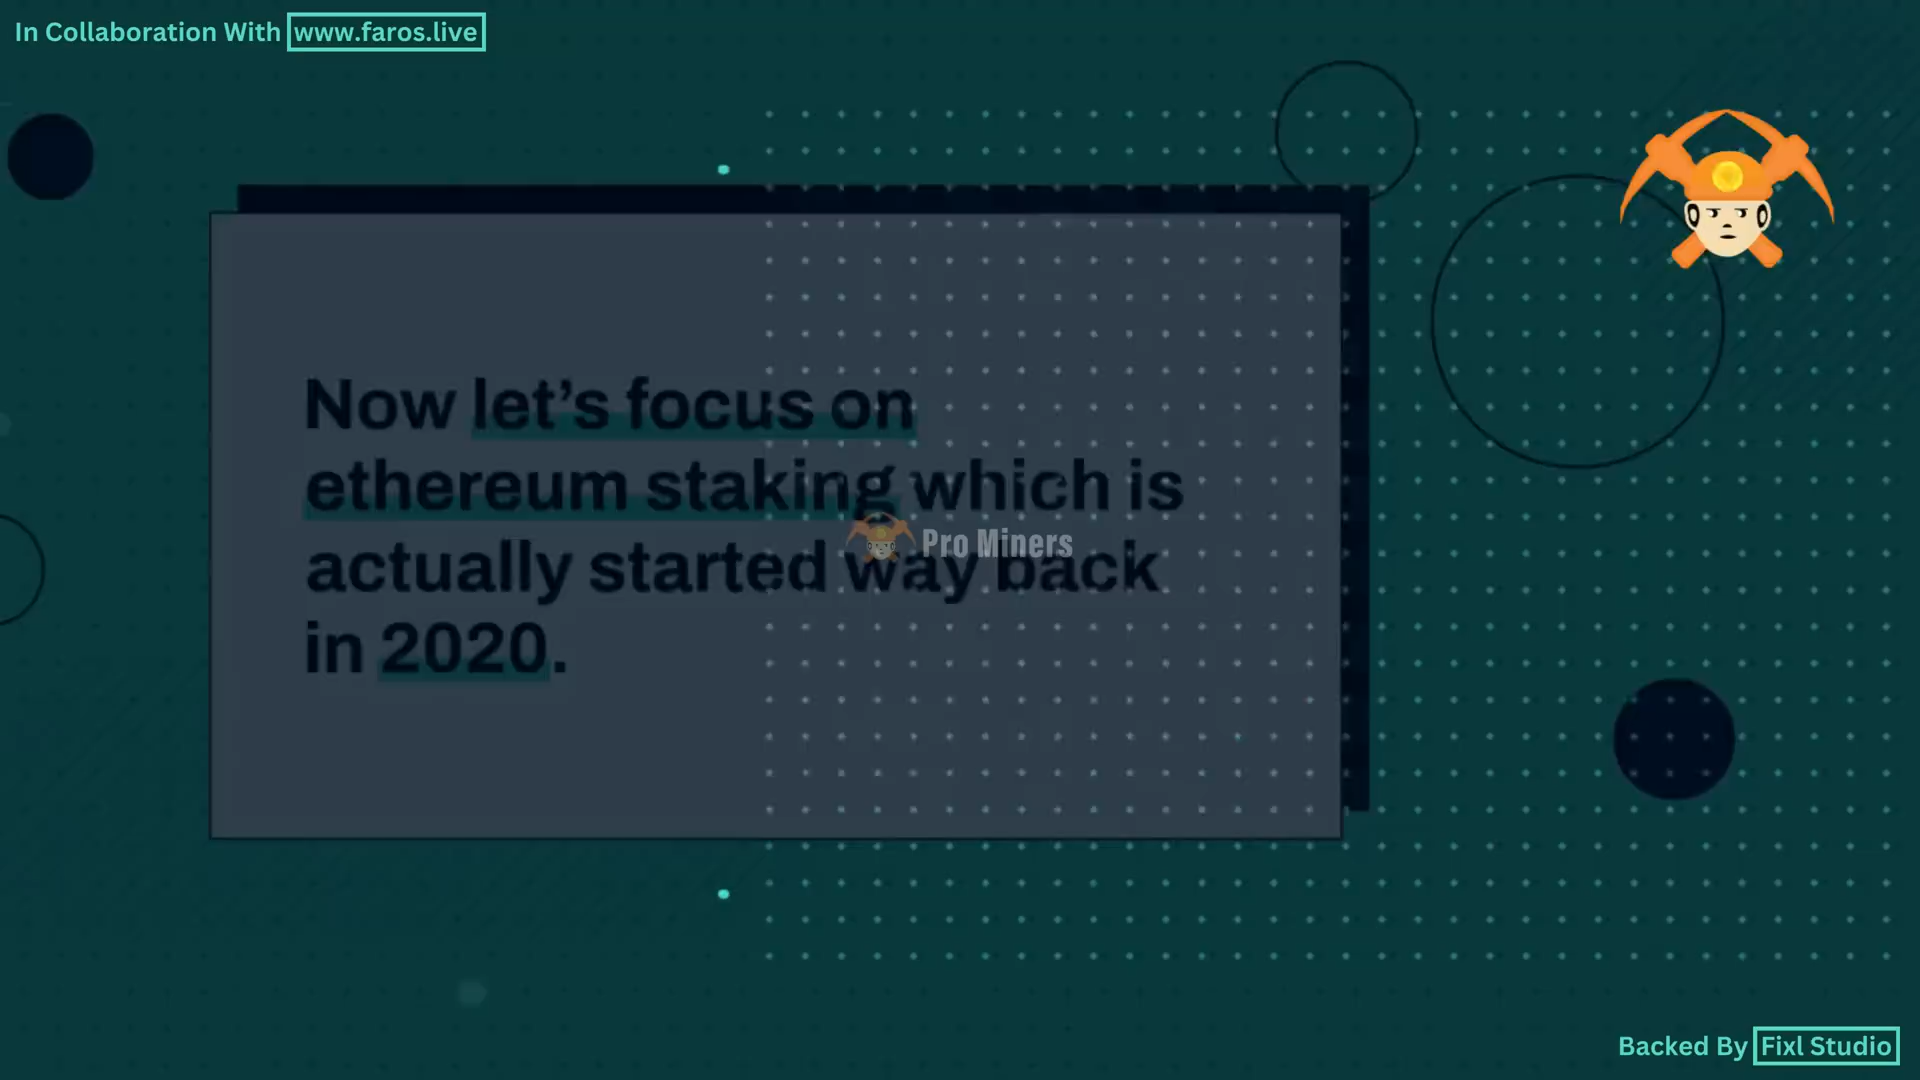 In Collaboration With www.faros.live
Now let’s focus on
ethereum staking which is
Pro Miners
actually started way back
in 2020.
Backed By Fixl Studio